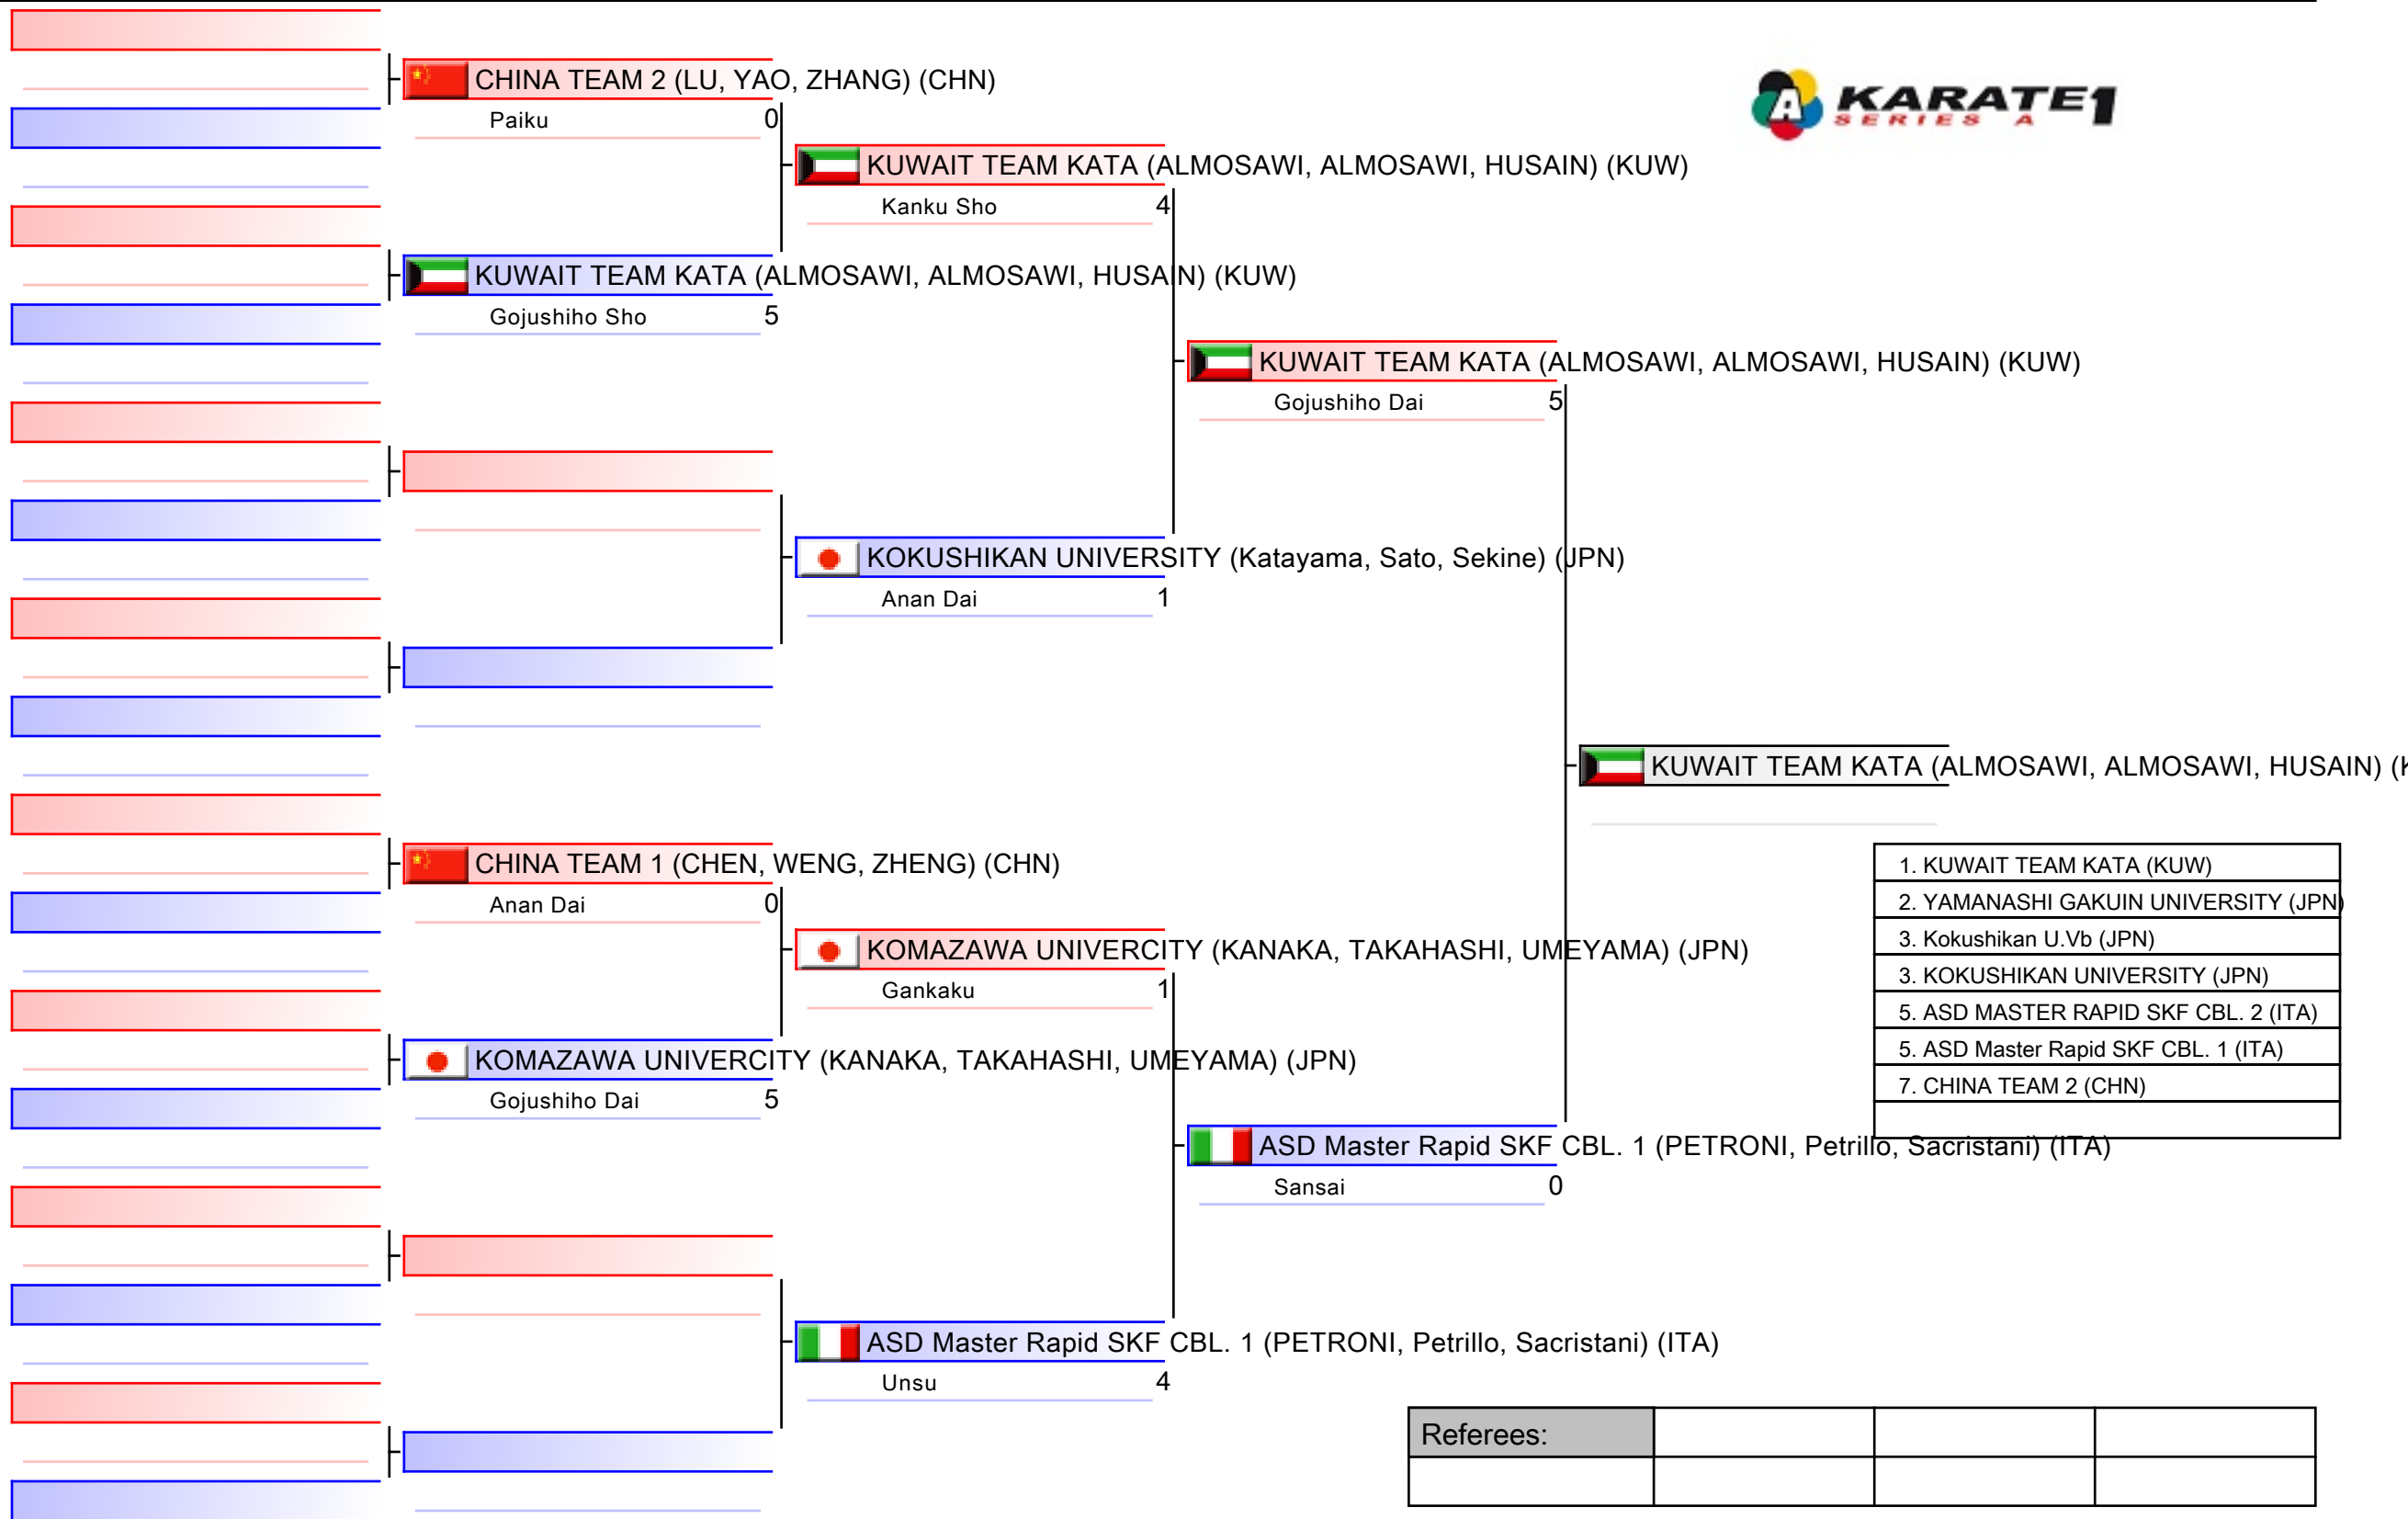 KARATE1
SERIES A
CHINA TEAM 2 (LU, YAO, ZHANG) (CHN)
Paiku 0
KUWAIT TEAM KATA (ALMOSAWI, ALMOSAWI, HUSAIN) (KUW)
Kanku Sho 4
KUWAIT TEAM KATA (ALMOSAWI, ALMOSAWI, HUSAIN) (KUW)
Gojushiho Sho 5
KUWAIT TEAM KATA (ALMOSAWI, ALMOSAWI, HUSAIN) (KUW)
Gojushiho Dai 5
KOKUSHIKAN UNIVERSITY (Katayama, Sato, Sekine) (JPN)
Anan Dai 1
KUWAIT TEAM KATA (ALMOSAWI, ALMOSAWI, HUSAIN) (K
CHINA TEAM 1 (CHEN, WENG, ZHENG) (CHN)
Anan Dai 0
KOMAZAWA UNIVERCITY (KANAKA, TAKAHASHI, UMEYAMA) (JPN)
Gankaku 1
KOMAZAWA UNIVERCITY (KANAKA, TAKAHASHI, UMEYAMA) (JPN)
Gojushiho Dai 5
1. KUWAIT TEAM KATA (KUW)
2. YAMANASHI GAKUIN UNIVERSITY (JPN)
3. Kokushikan U.Vb (JPN)
3. KOKUSHIKAN UNIVERSITY (JPN)
5. ASD MASTER RAPID SKF CBL. 2 (ITA)
5. ASD Master Rapid SKF CBL. 1 (ITA)
7. CHINA TEAM 2 (CHN)
ASD Master Rapid SKF CBL. 1 (PETRONI, Petrillo, Sacristani) (ITA)
Sansai 0
ASD Master Rapid SKF CBL. 1 (PETRONI, Petrillo, Sacristani) (ITA)
Unsu 4
Referees: